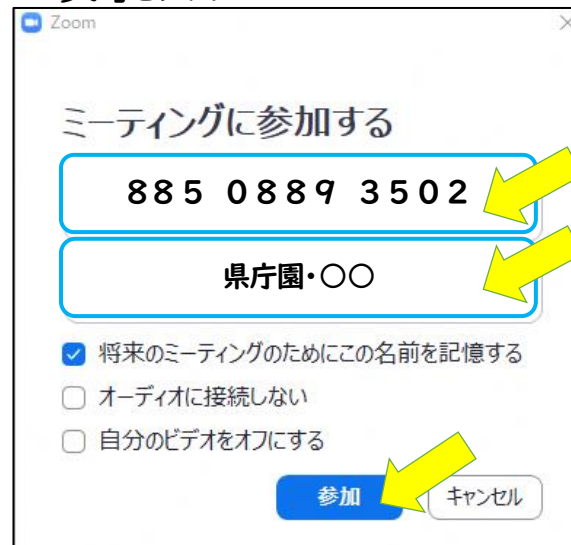 Zoom
ミーティングに参加する
885 0889 3502
県庁園・〇〇
将来のミーティングのためにこの名前を記憶する
オーディオに接続しない
自分のビデオをオフにする
参加
キャンセル